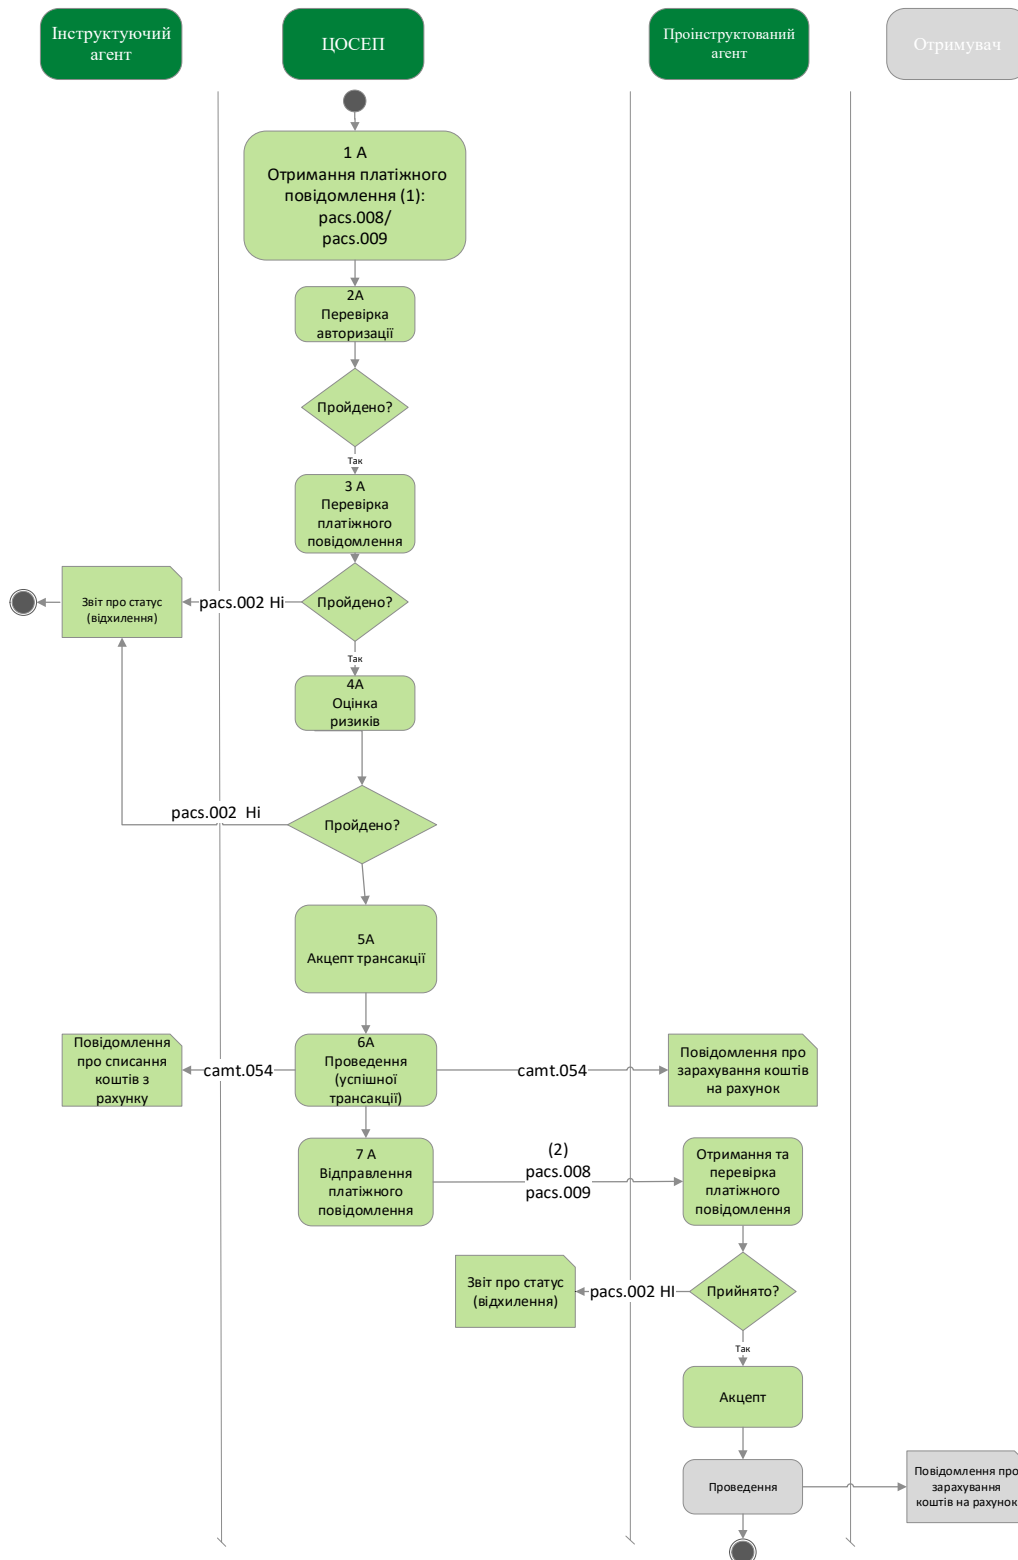 Інструктуючий
агент
ЦОСЕП
Проінструктований
агент
Отримувач
1 А
Отримання платіжного
повідомлення (1):
pacs.008/
pacs.009
2А
Перевірка
авторизації
Пройдено?
Так
3 А
Перевірка
платіжного
повідомлення
Звіт про статус
(відхилення)
pacs.002 Ні
Пройдено?
Так
4А
Оцінка
ризиків
pacs.002 Ні
Пройдено?
5А
Акцепт трансакції
Повідомлення
про списання
коштів з
рахунку
camt.054
6А
Проведення
(успішної
трансакції)
camt.054
Повідомлення про
зарахування коштів
на рахунок
7 А
Відправлення
платіжного
повідомлення
(2)
pacs.008
pacs.009
Отримання та
перевірка
платіжного
повідомлення
Звіт про статус
(відхилення)
pacs.002 НІ
Прийнято?
Так
Акцепт
Проведення
Повідомлення про
зарахування
коштів на рахунок